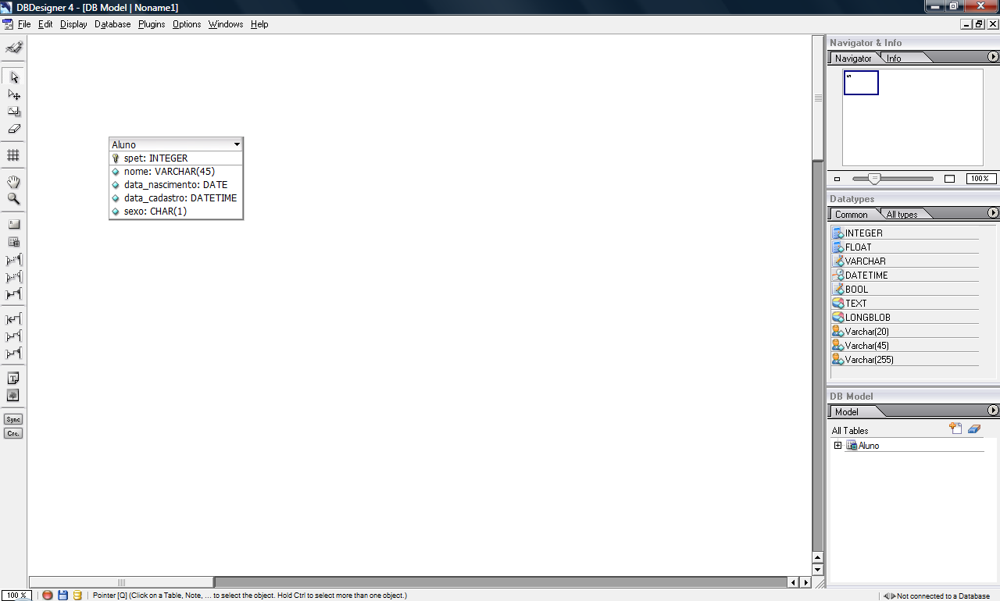 DBDesigner 4 - [DB Model | Noname1]
File Edit Display Database Plugins Options Windows Help
Navigator & Info
Navigator Info
100%
Aluno
spet: INTEGER
nome: VARCHAR(45)
data_nascimento: DATE
data_cadastro: DATETIME
sexo: CHAR(1)
Datatypes
Common All types
INTEGER
FLOAT
VARCHAR
DATETIME
BOOL
TEXT
LONGBLOB
Varchar(20)
Varchar(45)
Varchar(255)
DB Model
Model
All Tables
Aluno
Sync
100 % Pointer [Q] (Click on a Table, Note, ... to select the object. Hold Ctrl to select more than one object.) Not connected to a Database